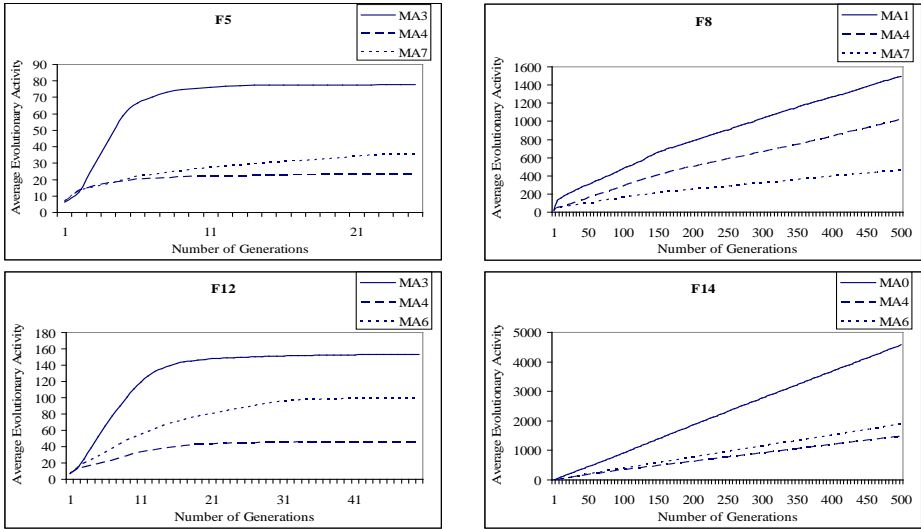 F5
MA3
MA4
MA7
Average Evolutionary Activity
90
80
70
60
50
40
30
20
10
0
1 11 21
Number of Generations
F8
MA1
MA4
MA7
Average Evolutionary Activity
1600
1400
1200
1000
800
600
400
200
0
1 50 100 150 200 250 300 350 400 450 500
Number of Generations
F12
MA3
MA4
MA6
Average Evolutionary Activity
180
160
140
120
100
80
60
40
20
0
1 11 21 31 41
Number of Generations
F14
MA0
MA4
MA6
Average Evolutionary Activity
5000
4000
3000
2000
1000
0
1 50 100 150 200 250 300 350 400 450 500
Number of Generations